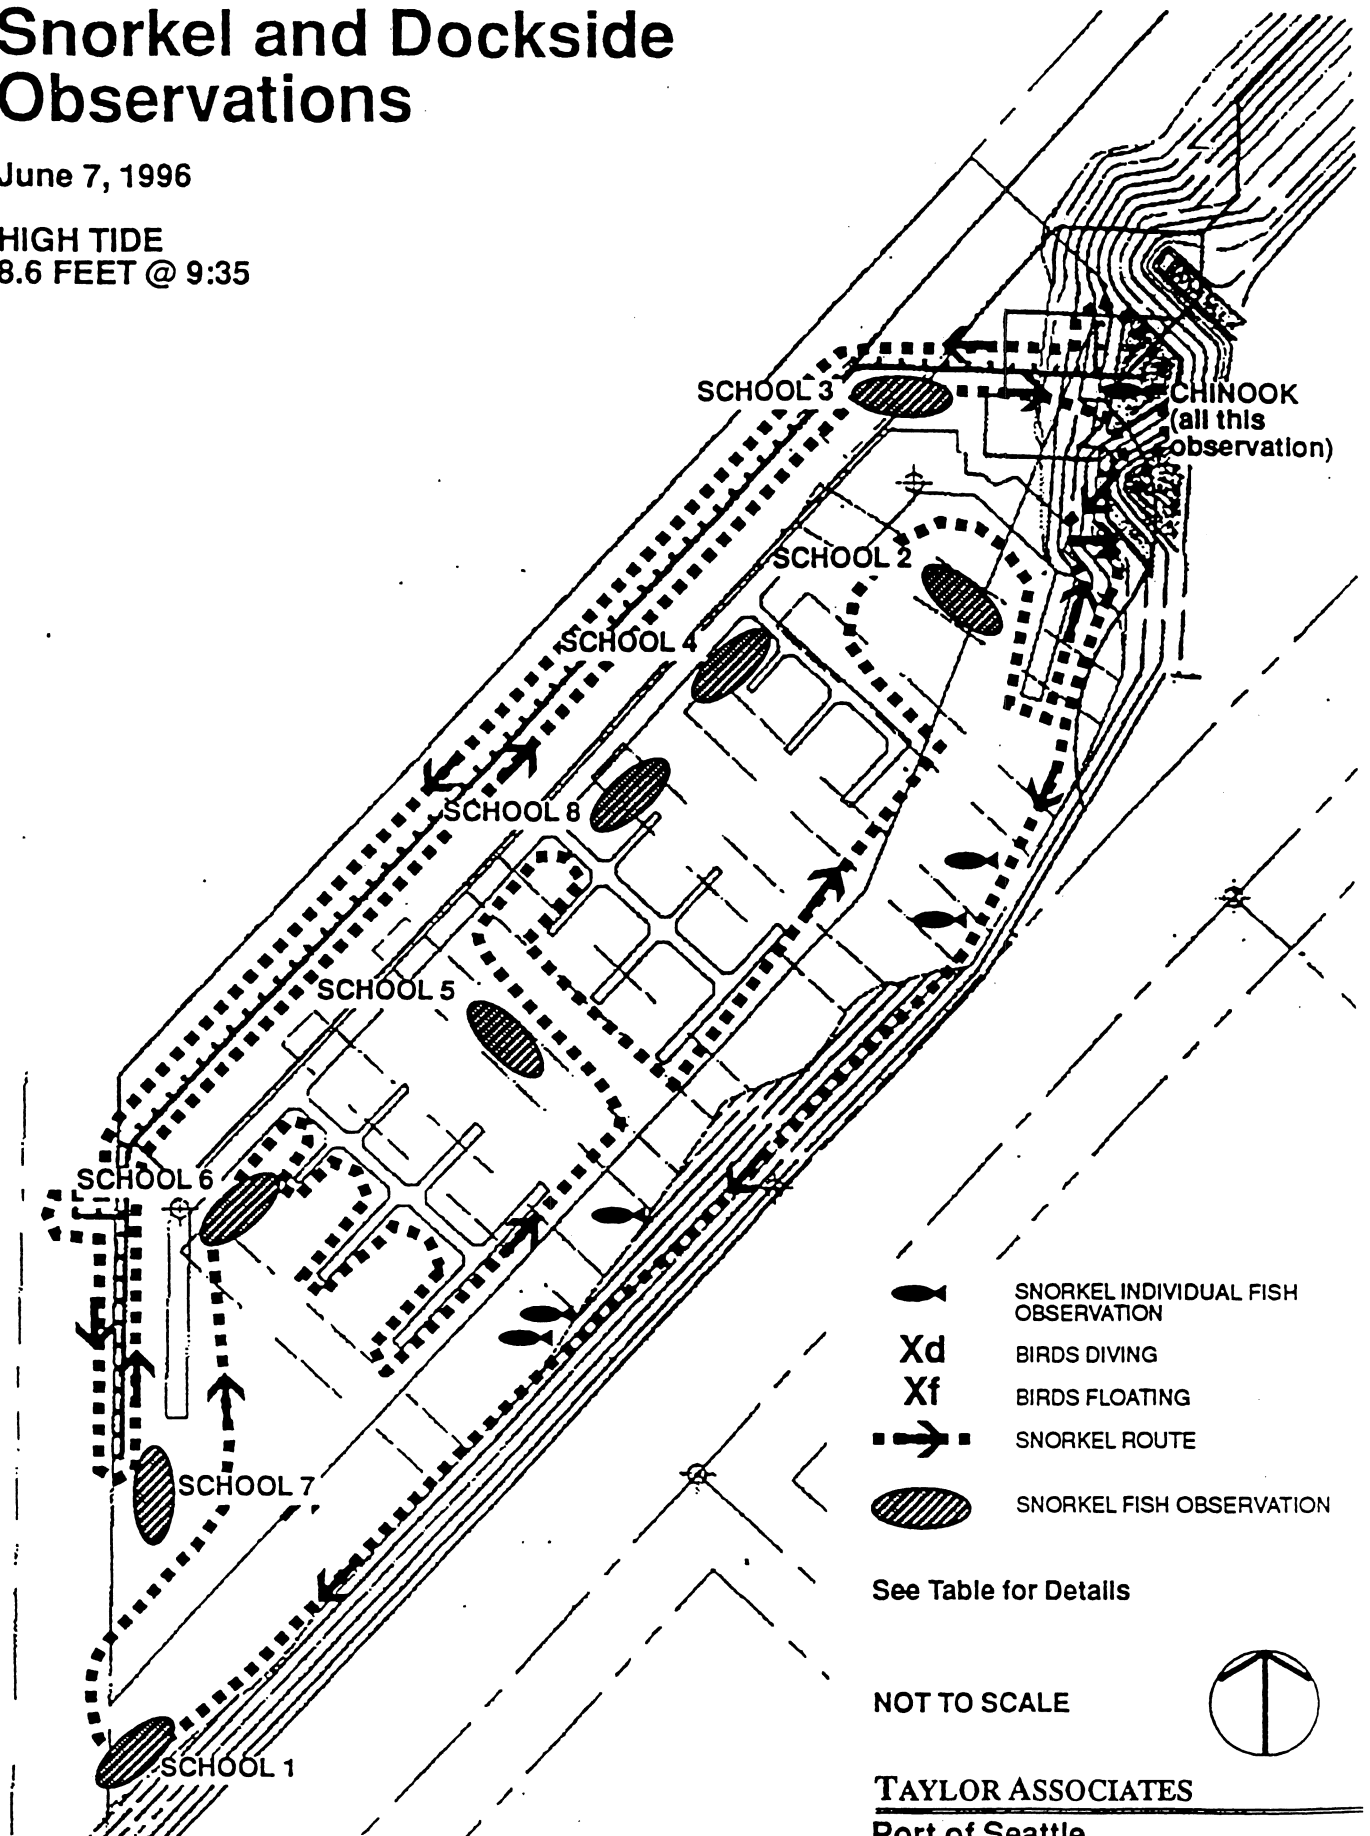 Snorkel and Dockside
Observations
June 7, 1996
HIGH TIDE
8.6 FEET @ 9:35
SCHOOL 3
CHINOOK
(all this
observation)
SCHOOL 2
SCHOOL 4
SCHOOL 8
SCHOOL 5
SCHOOL 6
SCHOOL 7
SCHOOL 1
SNORKEL INDIVIDUAL FISH
OBSERVATION
Xd BIRDS DIVING
Xf BIRDS FLOATING
SNORKEL ROUTE
SNORKEL FISH OBSERVATION
See Table for Details
NOT TO SCALE
TAYLOR ASSOCIATES
Port of Seattle